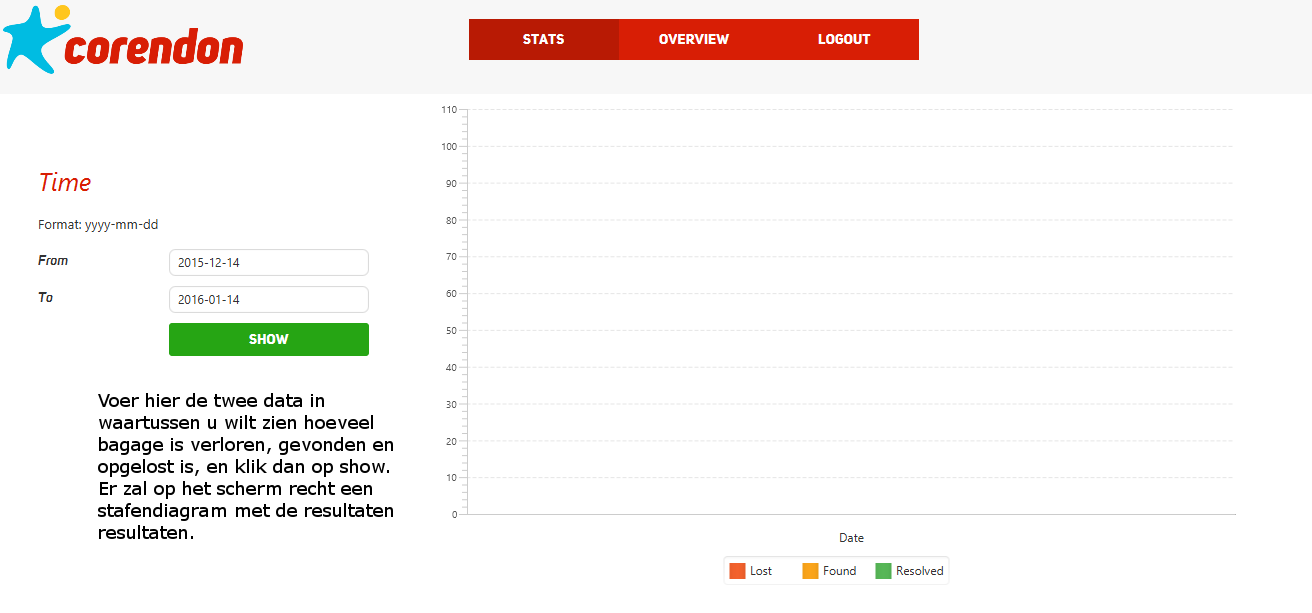 corendon
STATS OVERVIEW LOGOUT
Time
Format: yyyy-mm-dd
From 2015-12-14
To 2016-01-14
SHOW
Voer hier de twee data in
waartussen u wilt zien hoeveel
bagage is verloren, gevonden en
opgelost is, en klik dan op show.
Er zal op het scherm recht een
stafendiagram met de resultaten
resultaten.
110
100
90
80
70
60
50
40
30
20
10
0
Date
Lost Found Resolved